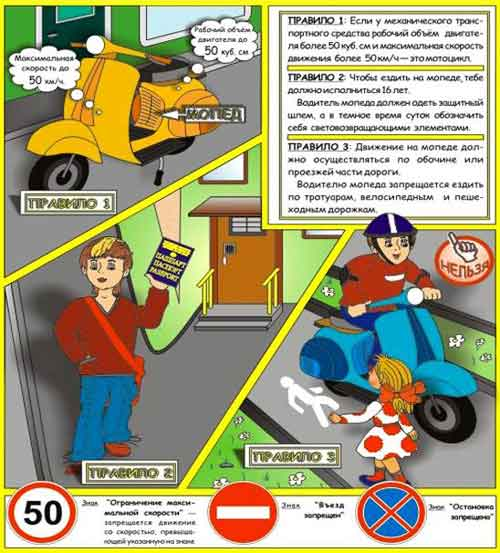 Максимальная
скорость до
50 км/ч.
Рабочий объём
двигателя до
50 куб. см
МОПЕД
ПРАВИЛО 1
ПРАВИЛО 1: Если у механического транс-
портного средства рабочий объём двигате-
ля более 50 куб. см и максимальная скорость
движения более 50 км/ч — это мотоцикл.
ПРАВИЛО 2: Чтобы ездить на мопеде, тебе
должно исполниться 16 лет.
Водитель мопеда должен одеть защитный
шлем, а в темное время суток обозначить
себя световозвращающими элементами.
ПРАВИЛО 3: Движение на мопеде дол-
жно осуществляться по обочине или
проезжей части дороги.
Водителю мопеда запрещается ездить
по тротуарам, велосипедным и пеше-
ходным дорожкам.
ПАШПАРТ
ПАСПОРТ
PASSPORT
НЕЛЬЗЯ
ПРАВИЛО 2
ПРАВИЛО 3
50
Знак "Ограничение макси-
мальной скорости" —
запрещается движение
со скоростью, превыша-
ющей указанную на знаке
Знак "Въезд
запрещен"
Знак "Остановка
запрещена"